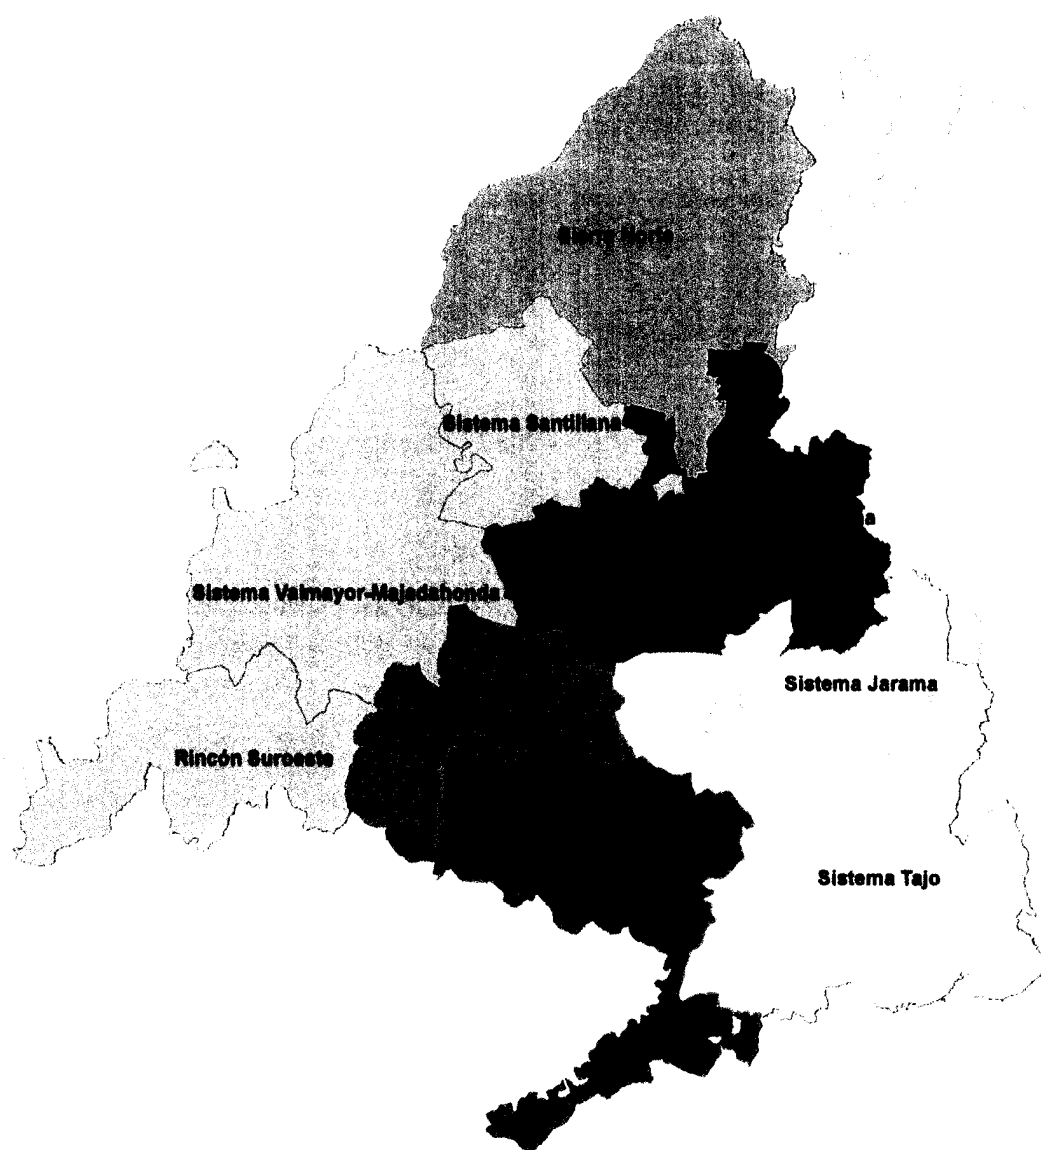 Sierra Norte
Sistema Santillana
a
Sistema Valmayor-Majadahonda
Sistema Jarama
Rincón Suroeste
Sistema Tajo